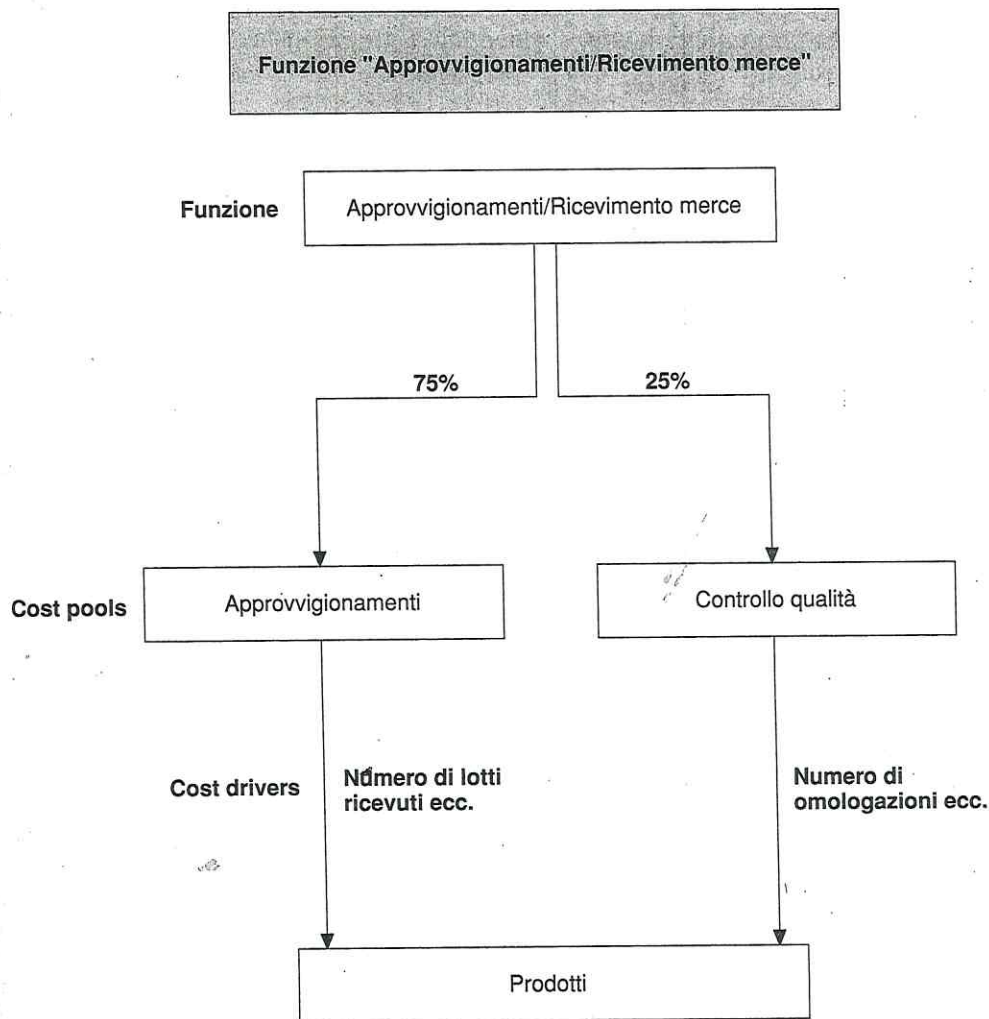 Funzione "Approvvigionamenti/Ricevimento merce"
Funzione
Approvvigionamenti/Ricevimento merce
75%
25%
Cost pools
Approvvigionamenti
Controllo qualità
Cost drivers
Numero di lotti
ricevuti ecc.
Numero di
omologazioni ecc.
Prodotti